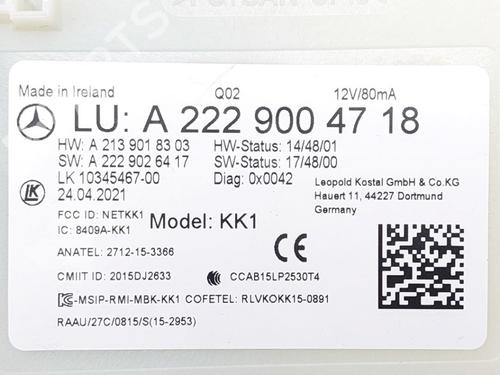 Made in Ireland Q02 12V/80mA
LU: A 222 900 47 18
HW: A 213 901 83 03 HW-Status: 14/48/01
SW: A 222 902 64 17 SW-Status: 17/48/00
LK 10345467-00 Diag: 0x0042
24.04.2021
Leopold Kostal GmbH & Co.KG
Hauert 11, 44227 Dortmund
Germany
LK
FCC ID: NETKK1
IC: 8409A-KK1
Model: KK1
ANATEL: 2712-15-3366
CE
CMIIT ID: 2015DJ2633 CCAB15LP2530T4
-MSIP-RMI-MBK-KK1 COFETEL: RLVKOKK15-0891
RAAU/27C/0815/S(15-2953)